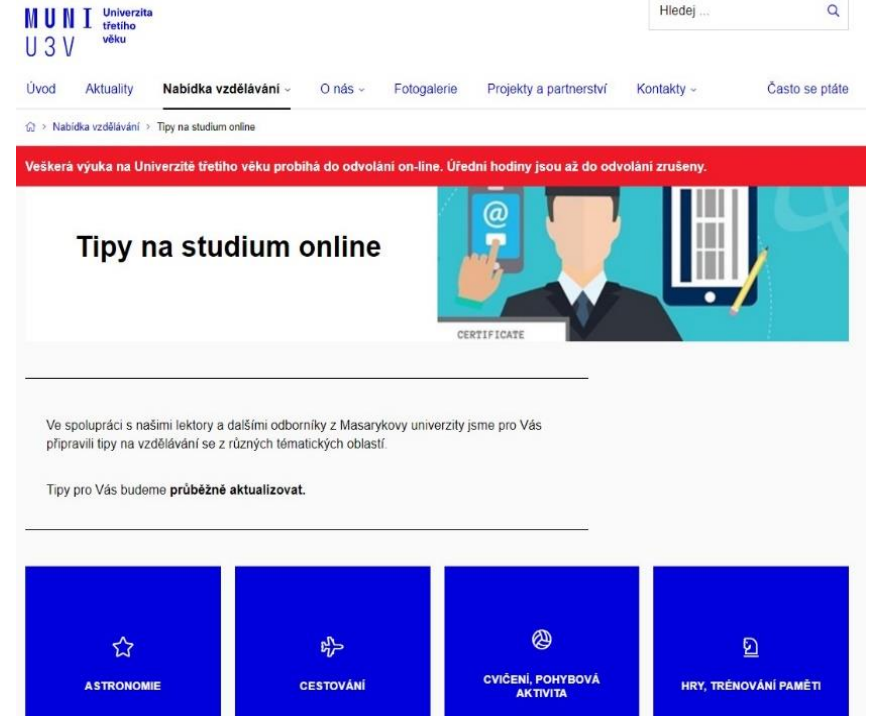 MUNI Univerzita
třetího
U3V věku
Hledej ...
Úvod Aktuality Nabídka vzdělávání O nás Fotogalerie Projekty a partnerství Kontakty Často se ptáte
> Nabídka vzdělávání > Tipy na studium online
Veškerá výuka na Univerzitě třetího věku probíhá do odvolání on-line. Úřední hodiny jsou až do odvolání zrušeny.
Tipy na studium online
@
CERTIFICATE
Ve spolupráci s našimi lektory a dalšími odborníky z Masarykovy univerzity jsme pro Vás
připravili tipy na vzdělávání se z různých tématických oblastí.
Tipy pro Vás budeme průběžně aktualizovat.
ASTRONOMIE
CESTOVÁNÍ
CVIČENÍ, POHYBOVÁ
AKTIVITA
HRY, TRÉNOVÁNÍ PAMĚTI